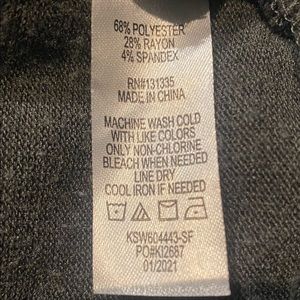 68% POLYESTER
28% RAYON
4% SPANDEX
RN#131335
MADE IN CHINA
MACHINE WASH COLD
WITH LIKE COLORS
ONLY NON-CHLORINE
BLEACH WHEN NEEDED
LINE DRY
COOL IRON IF NEEDED
KSW604443-SF
PO#KI2687
01/2021